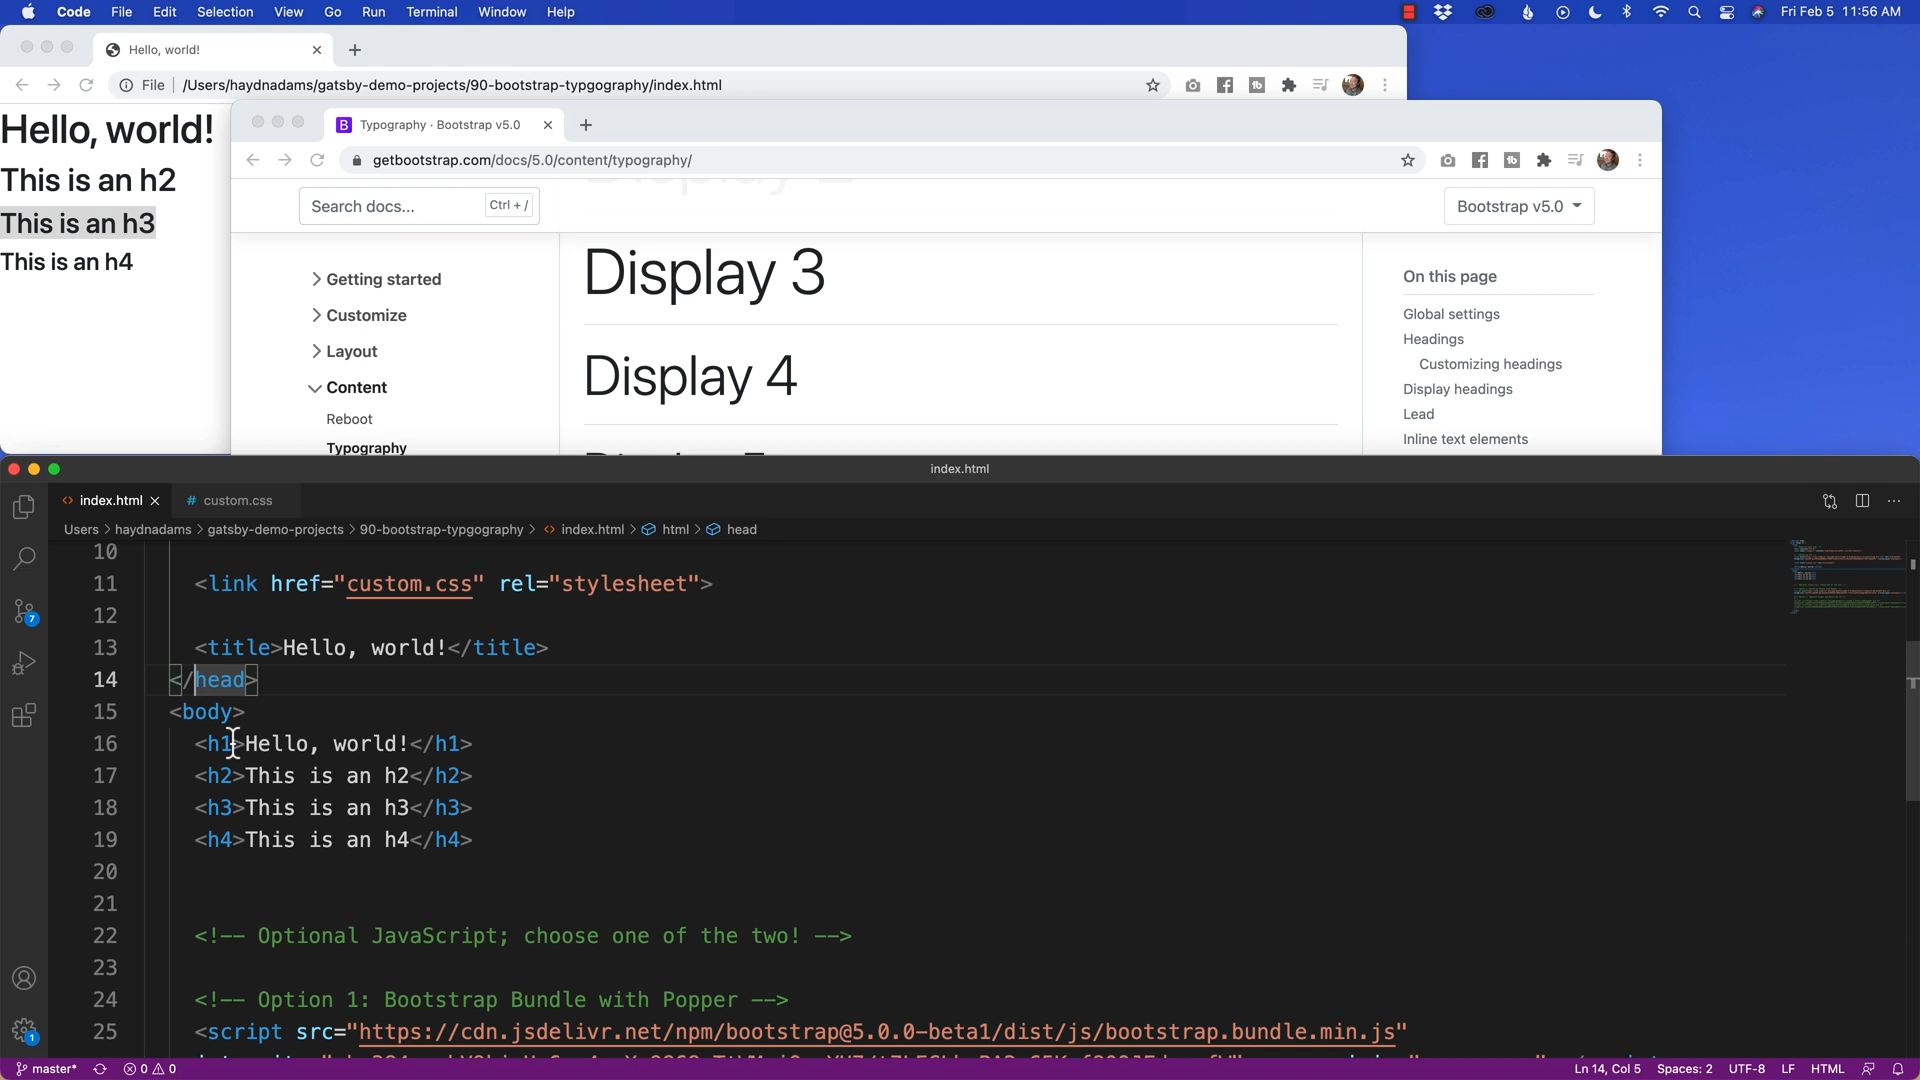 Code File Edit Selection View Go Run Terminal Window Help Fri Feb 5 11:56 AM
Hello, world!
File /Users/haydnadams/gatsby-demo-projects/90-bootstrap-typgography/index.html
Hello, world!
This is an h2
This is an h3
This is an h4
Typography · Bootstrap v5.0
getbootstrap.com/docs/5.0/content/typography/
Search docs... Ctrl + /
Bootstrap v5.0
Getting started
Customize
Layout
Content
Reboot
Typography
Display 3
Display 4
On this page
Global settings
Headings
Customizing headings
Display headings
Lead
Inline text elements
index.html
index.html custom.css
Users > haydnadams > gatsby-demo-projects > 90-bootstrap-typgography > index.html > html > head
10
11 <link href="custom.css" rel="stylesheet">
12
13 <title>Hello, world!</title>
14 </head>
15 <body>
16 <h1>Hello, world!</h1>
17 <h2>This is an h2</h2>
18 <h3>This is an h3</h3>
19 <h4>This is an h4</h4>
20
21
22 <!-- Optional JavaScript; choose one of the two! -->
23
24 <!-- Option 1: Bootstrap Bundle with Popper -->
25 <script src="https://cdn.jsdelivr.net/npm/bootstrap@5.0.0-beta1/dist/js/bootstrap.bundle.min.js"
7
1
master* 0 0 Ln 14, Col 5 Spaces: 2 UTF-8 LF HTML